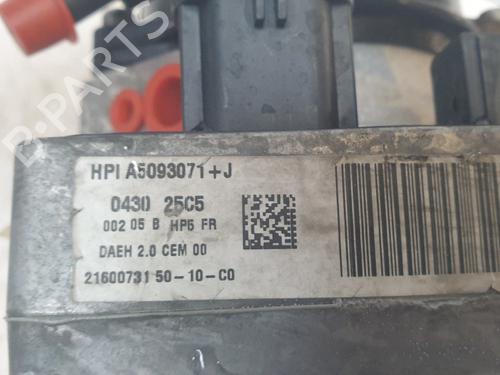 B-PARTS
HPI A5093071+J
0430 25C5
002 05 B HP5 FR
DAEH 2.0 CEM 00
21600731 50-10-C0